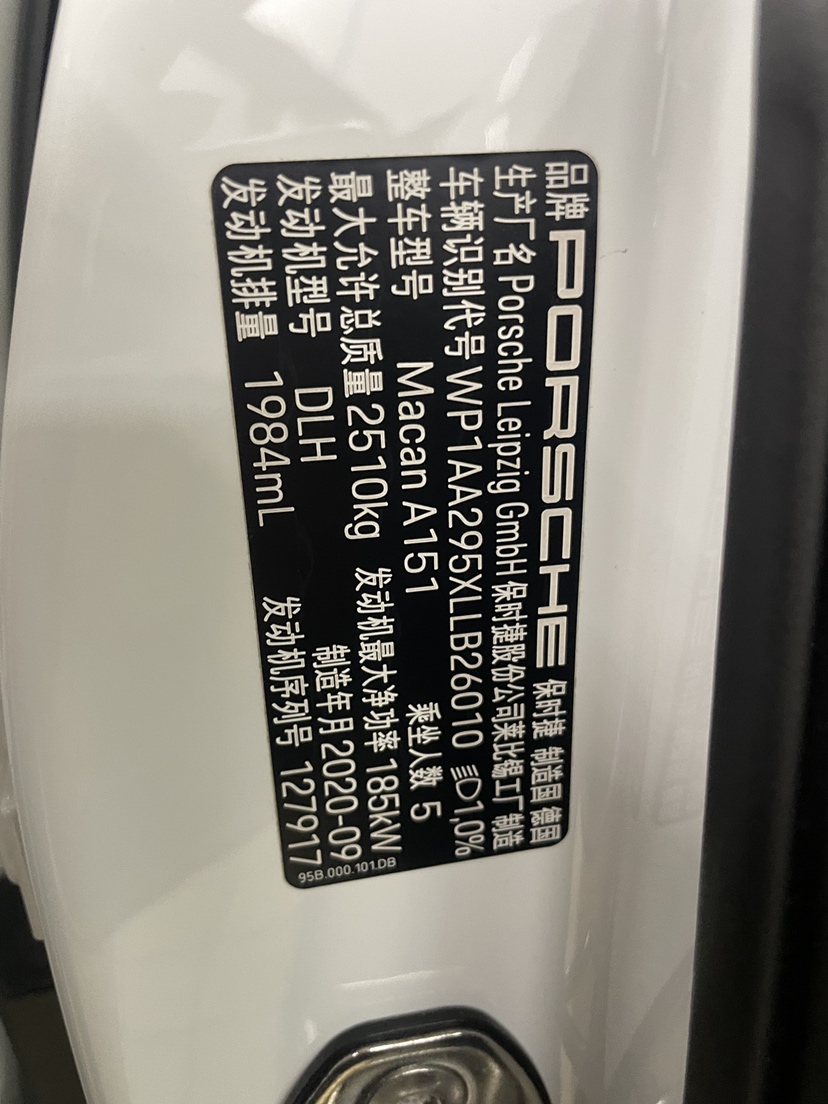 品牌 PORSCHE 保时捷 制造国 德国
生产厂名 Porsche Leipzig GmbH 保时捷股份公司莱比锡工厂 制造
车辆识别代号 WP1AA295XLLB26010 1,0%
整车型号 Macan A151 乘坐人数 5
最大允许总质量 2510kg 发动机最大净功率 185kW
发动机型号 DLH 制造年月 2020-09
发动机排量 1984mL 发动机序列号 127917
95B.000.101.DB